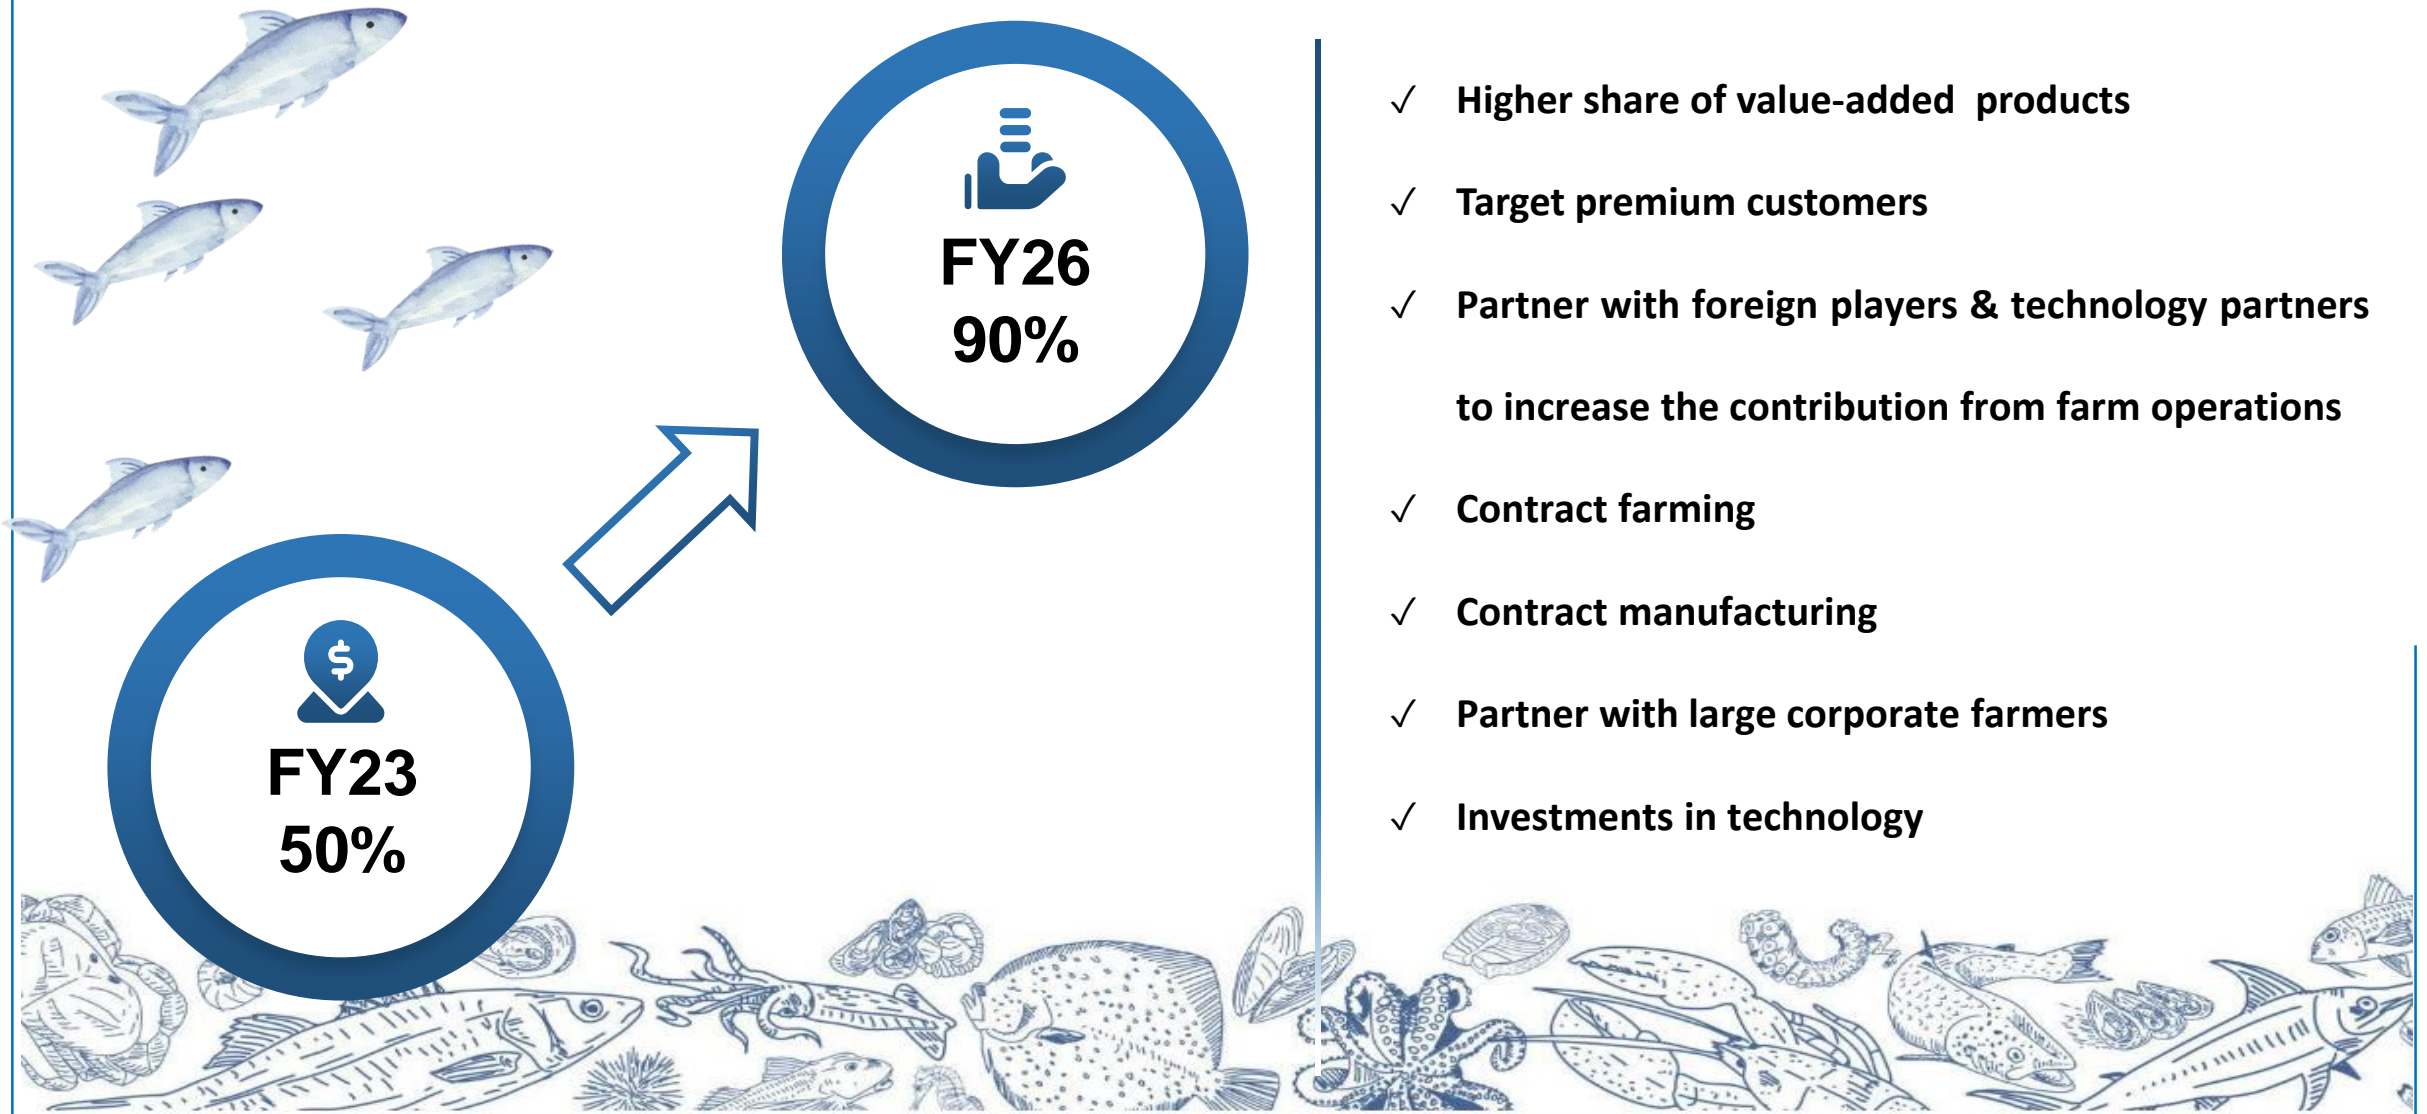 FY26
90%
FY23
50%
✓ Higher share of value-added  products
✓ Target premium customers
✓ Partner with foreign players & technology partners
to increase the contribution from farm operations
✓ Contract farming
✓ Contract manufacturing
✓ Partner with large corporate farmers
✓ Investments in technology